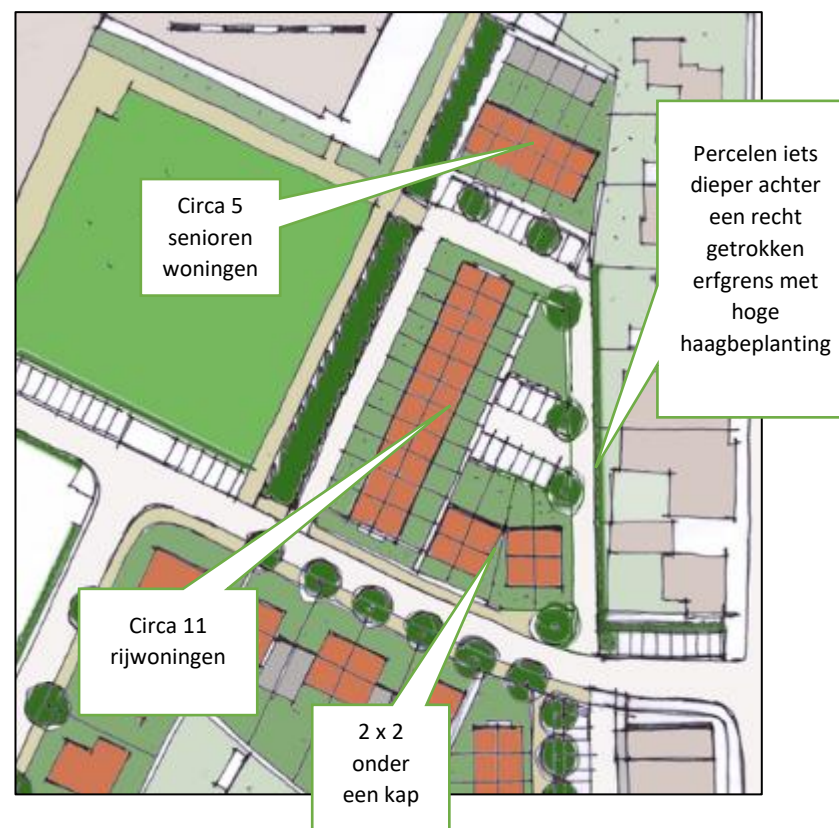 Circa 5
senioren
woningen
Percelen iets
dieper achter
een recht
getrokken
erfgrens met
hoge
haagbeplanting
Circa 11
rijwoningen
2 x 2
onder
een kap